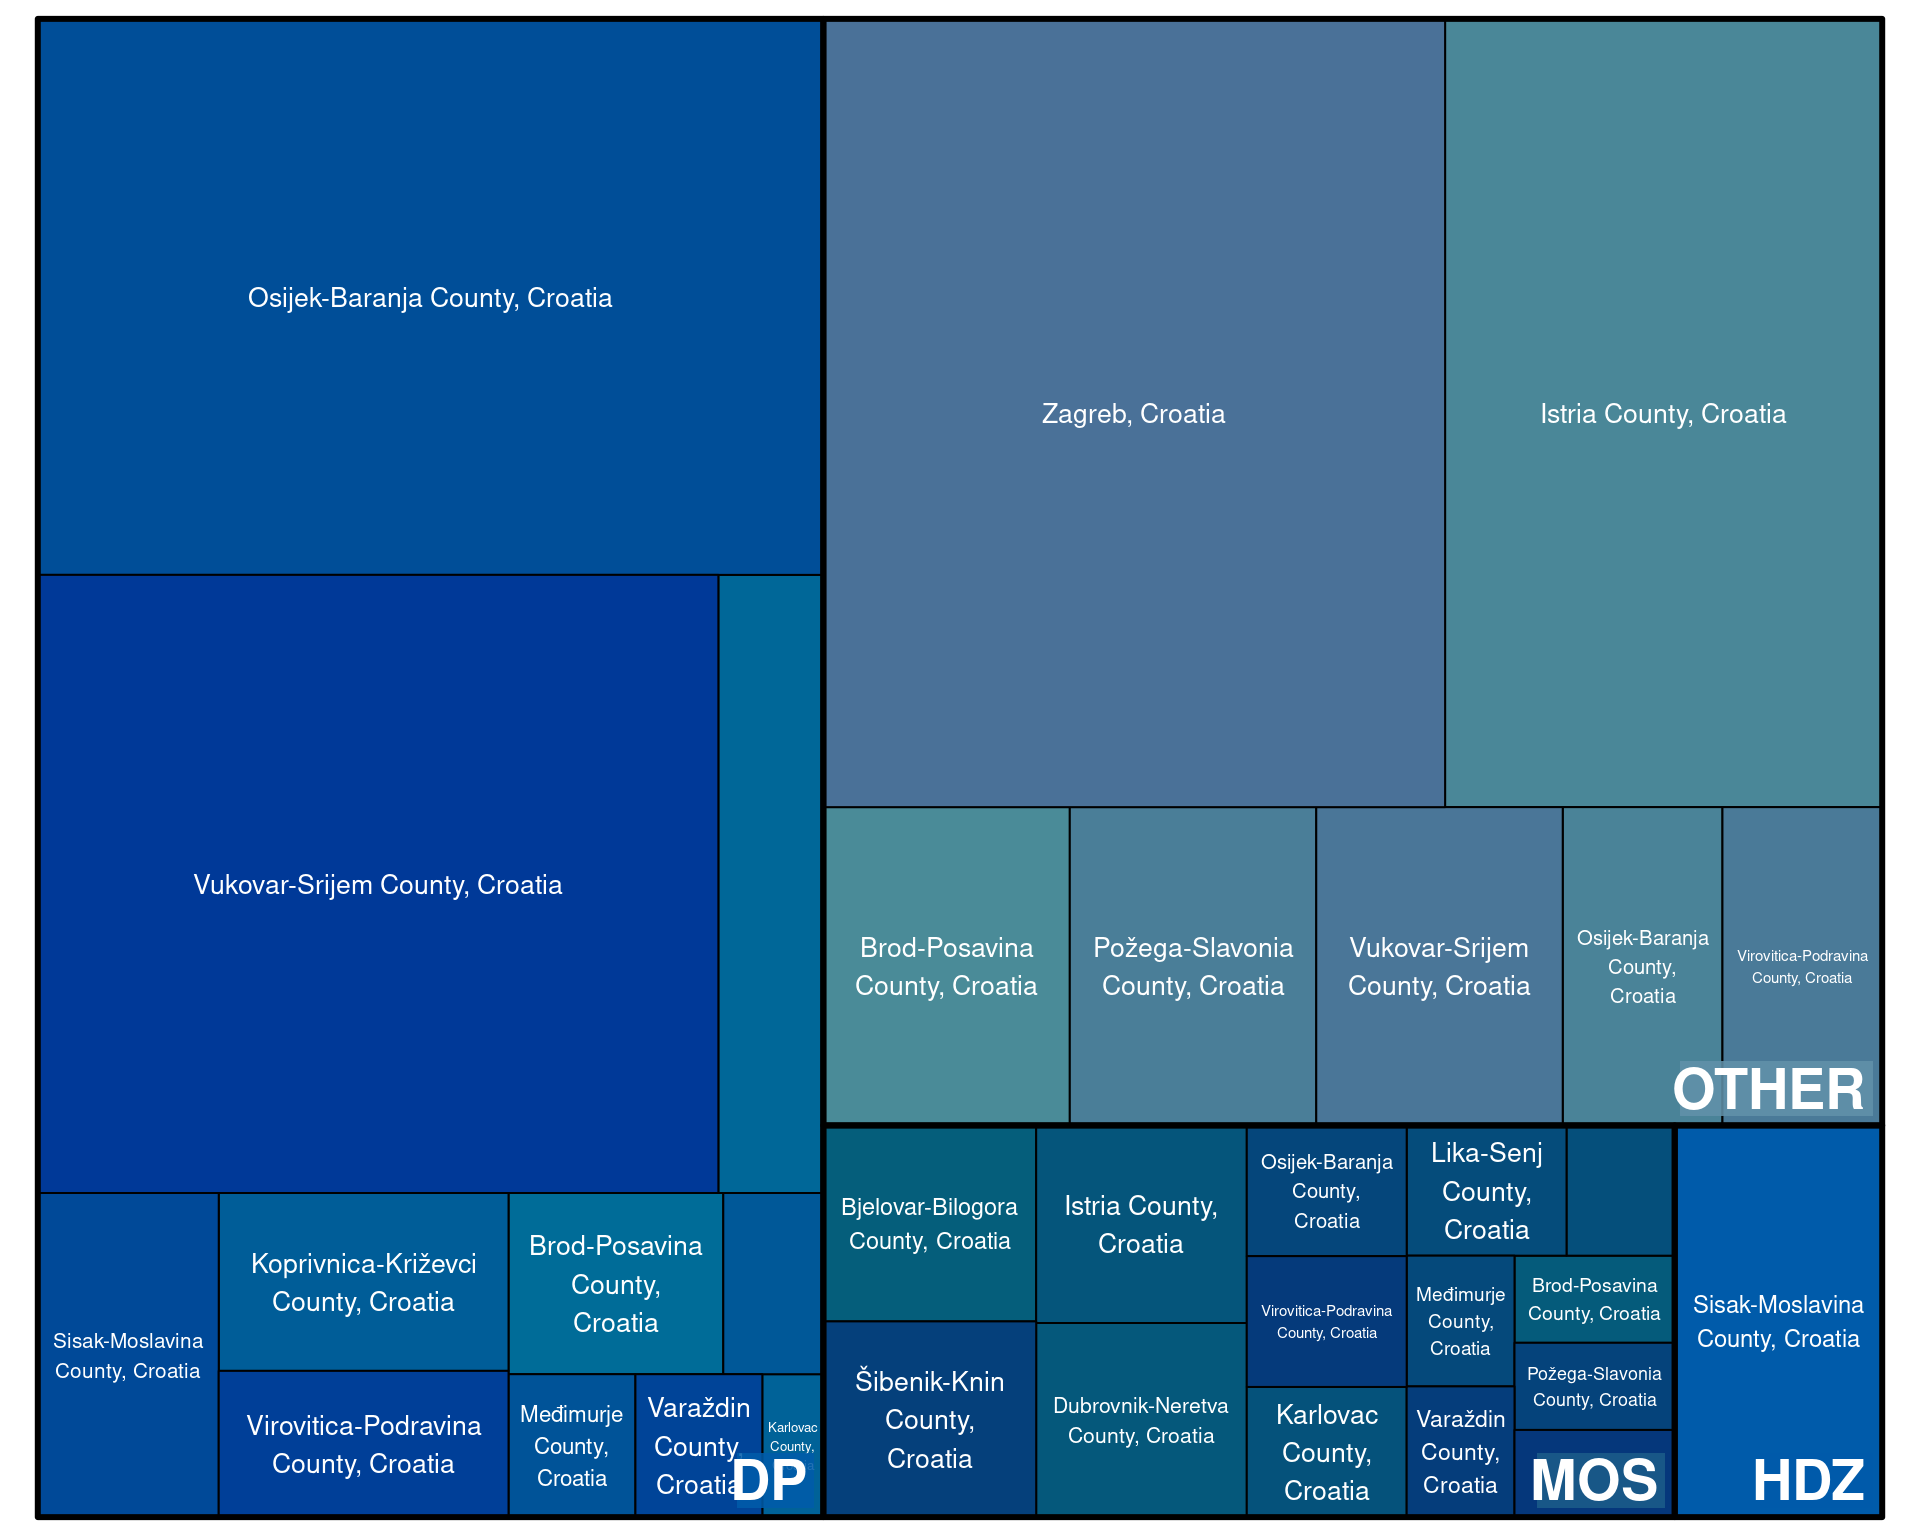 Osijek-Baranja County, Croatia
Vukovar-Srijem County, Croatia
Sisak-Moslavina
County, Croatia
Koprivnica-Križevci
County, Croatia
Virovitica-Podravina
County, Croatia
Brod-Posavina
County,
Croatia
Međimurje
County,
Croatia
Varaždin
County,
Croatia
Karlovac
County,
DP
Zagreb, Croatia
Istria County, Croatia
Brod-Posavina
County, Croatia
Požega-Slavonia
County, Croatia
Vukovar-Srijem
County, Croatia
Osijek-Baranja
County,
Croatia
Virovitica-Podravina
County, Croatia
OTHER
Bjelovar-Bilogora
County, Croatia
Šibenik-Knin
County,
Croatia
Istria County,
Croatia
Dubrovnik-Neretva
County, Croatia
Osijek-Baranja
County,
Croatia
Virovitica-Podravina
County, Croatia
Karlovac
County,
Croatia
Lika-Senj
County,
Croatia
Međimurje
County,
Croatia
Varaždin
County,
Croatia
Brod-Posavina
County, Croatia
Požega-Slavonia
County, Croatia
MOS
Sisak-Moslavina
County, Croatia
HDZ